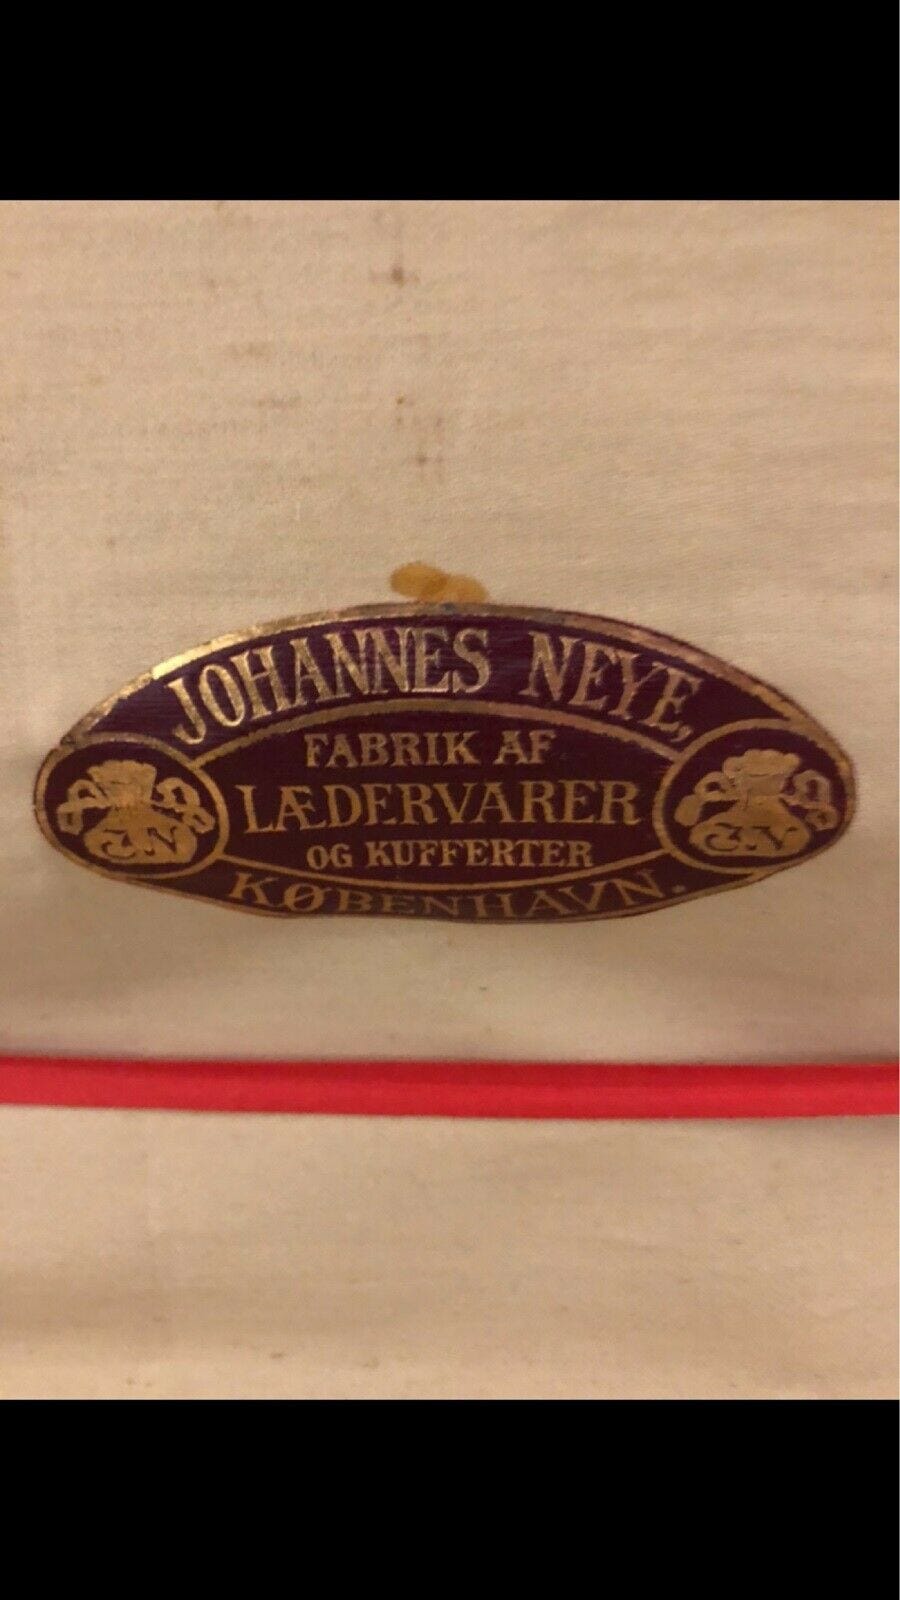 JOHANNES NEYE,
FABRIK AF
LÆDERVARER
OG KUFFERTER
KØBENHAVN.